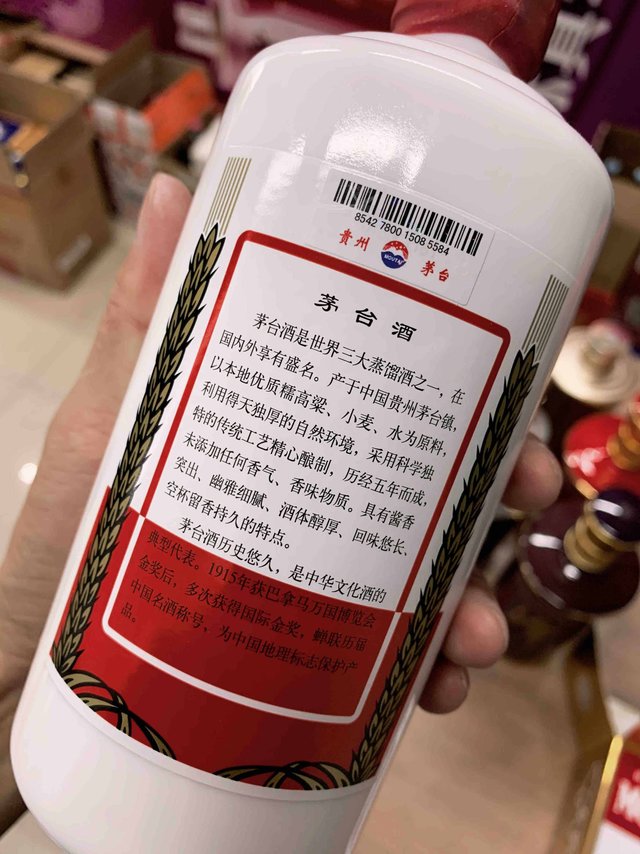 8542 7800 1508 5584
贵州 MOUTAI 茅台
茅台酒
茅台酒是世界三大蒸馏酒之一，在
国内外享有盛名。产于中国贵州茅台镇，
以本地优质糯高粱、小麦、水为原料，
利用得天独厚的自然环境，采用科学独
特的传统工艺精心酿制，历经五年而成，
未添加任何香气、香味物质。具有酱香
突出、幽雅细腻、酒体醇厚、回味悠长、
空杯留香持久的特点。
茅台酒历史悠久，是中华文化酒的
典型代表。1915年获巴拿马万国博览会
金奖后，多次获得国际金奖，蝉联历届
中国名酒称号，为中国地理标志保护产
品。